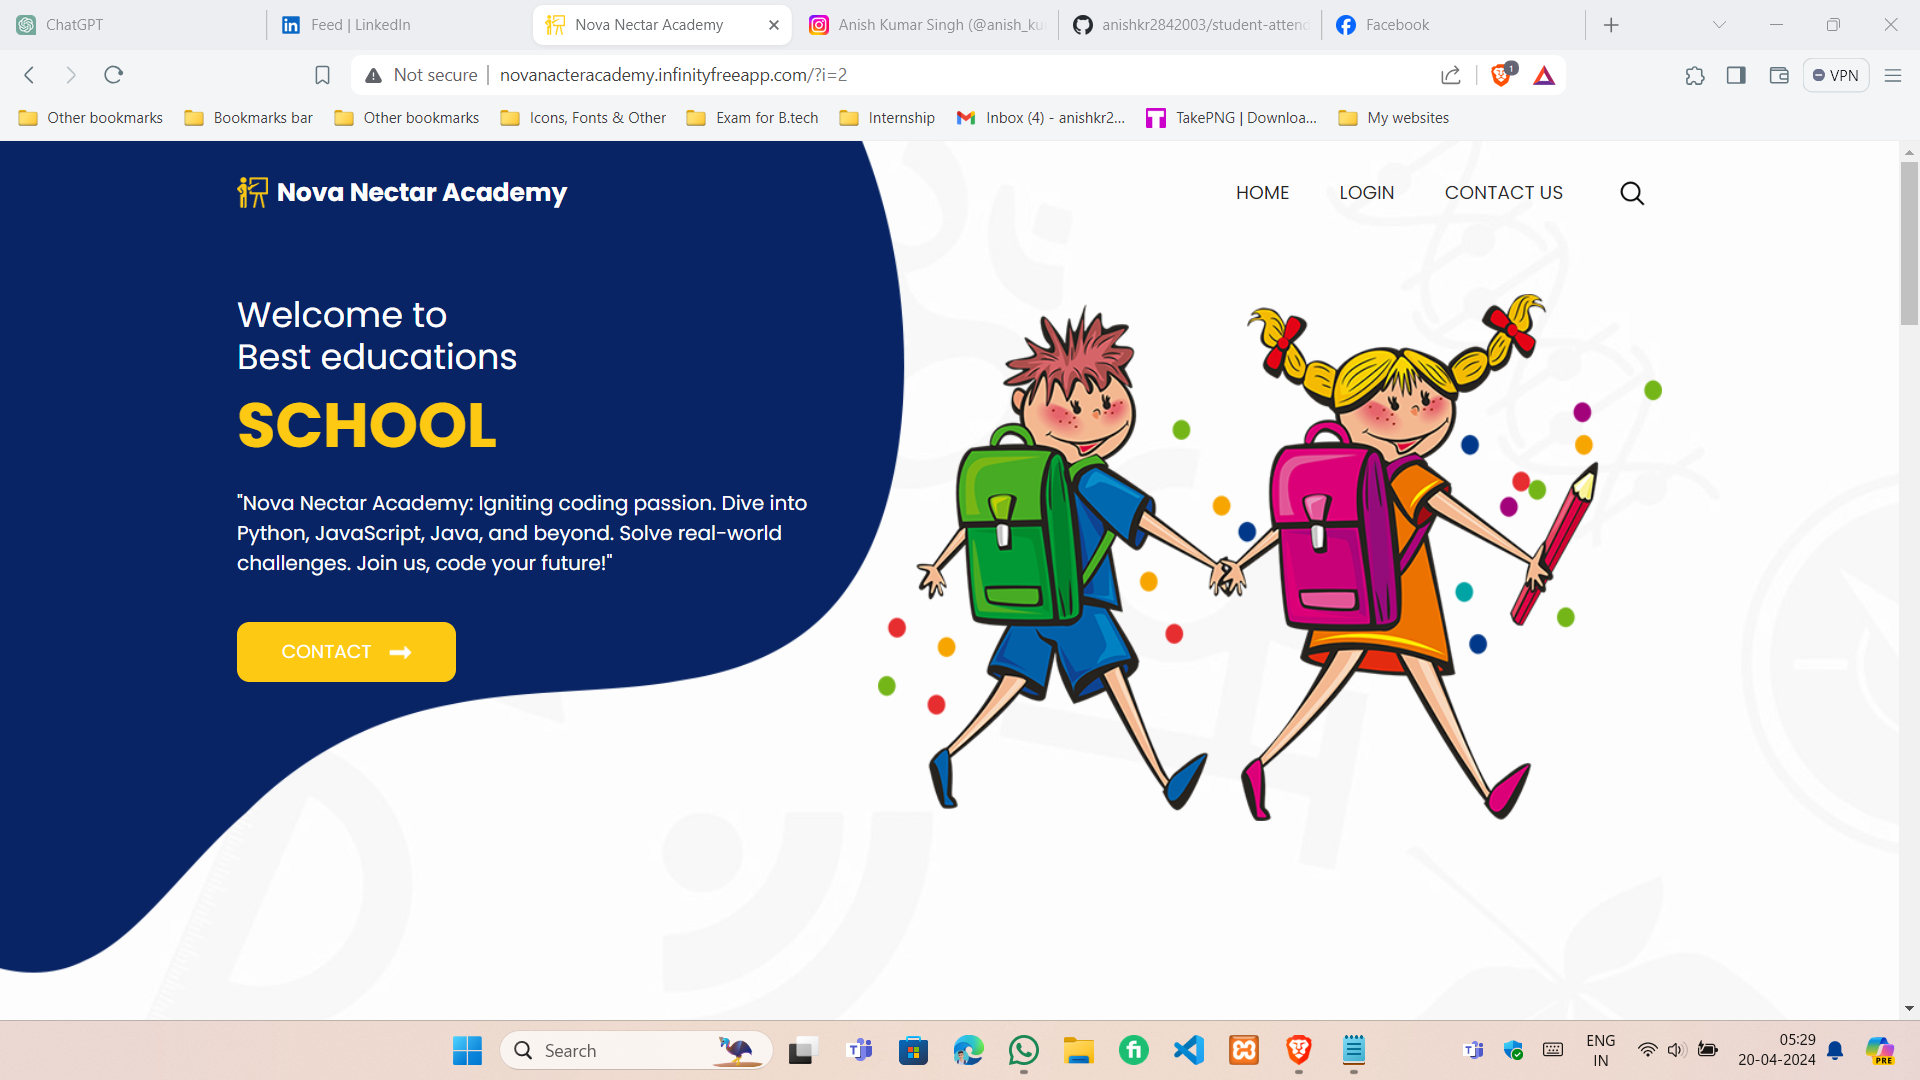 ChatGPT
Feed | LinkedIn
Nova Nectar Academy
Anish Kumar Singh (@anish_ku
anishkr2842003/student-attend
Facebook
Not secure
novanacteracademy.infinityfreeapp.com/?i=2
1
VPN
Other bookmarks
Bookmarks bar
Other bookmarks
Icons, Fonts & Other
Exam for B.tech
Internship
Inbox (4) - anishkr2...
TakePNG | Downloa...
My websites
Nova Nectar Academy
HOME
LOGIN
CONTACT US
Welcome to
Best educations
SCHOOL
"Nova Nectar Academy: Igniting coding passion. Dive into
Python, JavaScript, Java, and beyond. Solve real-world
challenges. Join us, code your future!"
CONTACT
Search
ENG
IN
05:29
20-04-2024
PRE